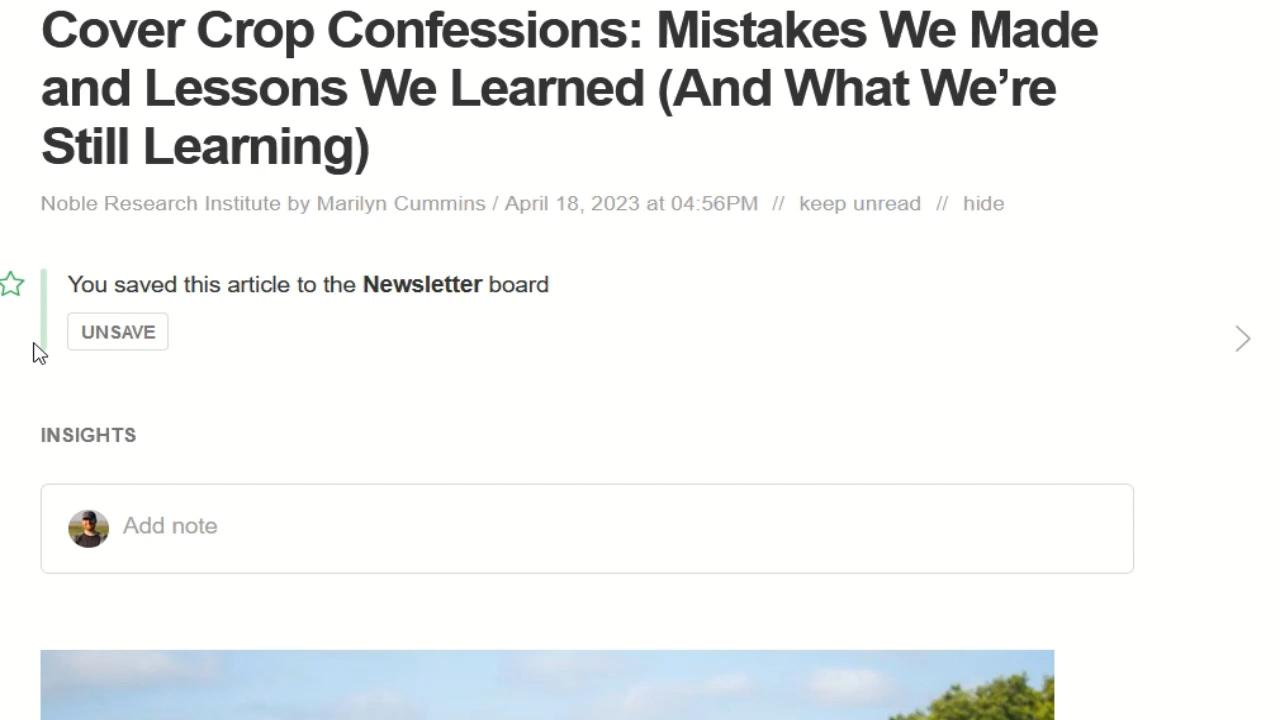 Cover Crop Confessions: Mistakes We Made
and Lessons We Learned (And What We’re
Still Learning)
Noble Research Institute by Marilyn Cummins / April 18, 2023 at 04:56PM // keep unread // hide
You saved this article to the Newsletter board
UNSAVE
INSIGHTS
Add note